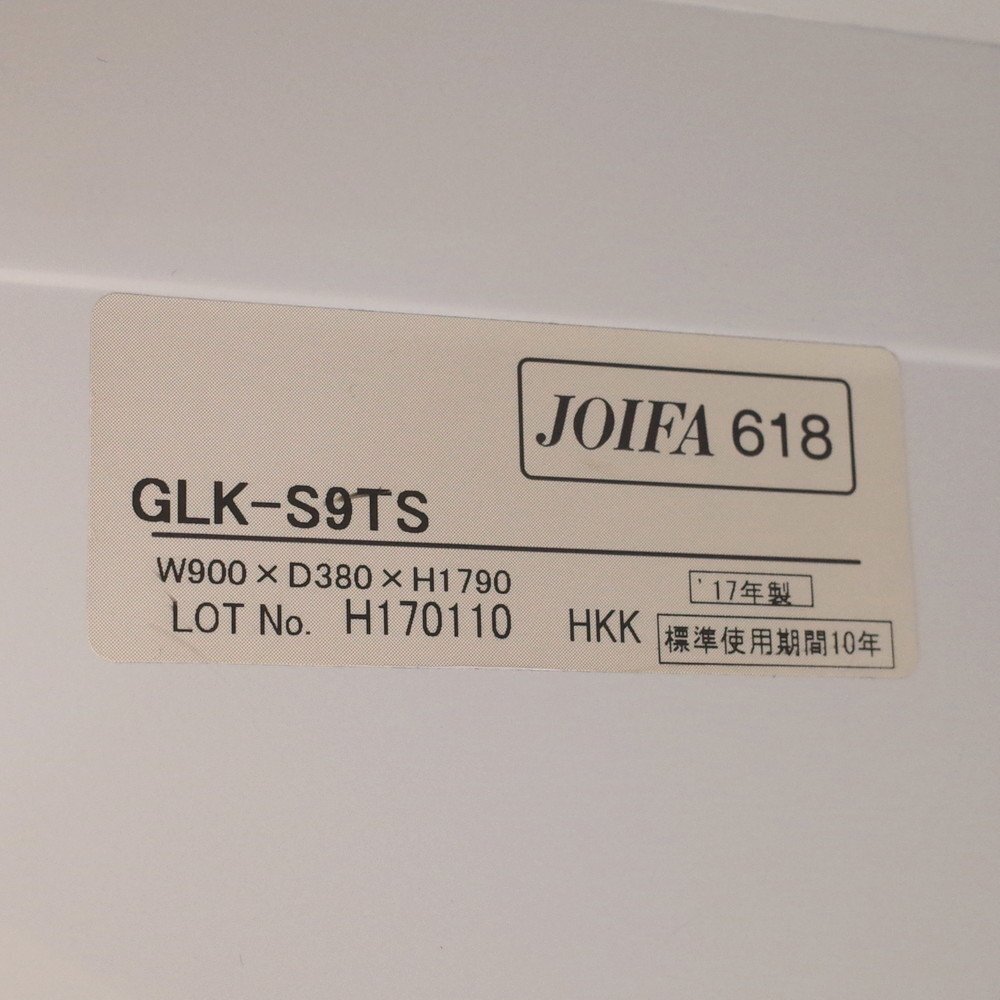 JOIFA 618
GLK-S9TS
W900×D380×H1790
'17年製
LOT No. H170110 HKK
標準使用期間10年